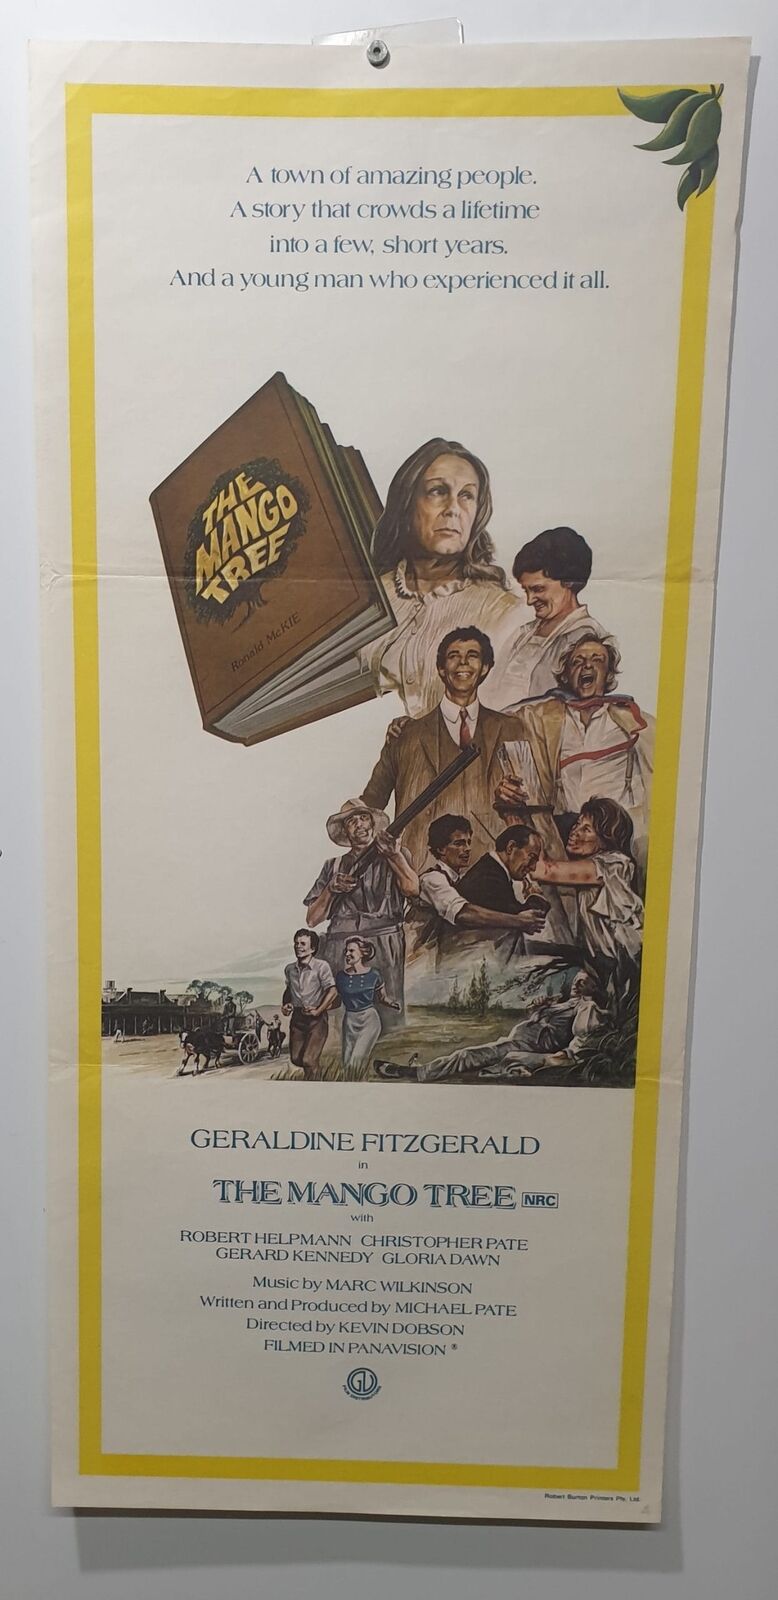 A town of amazing people.
A story that crowds a lifetime
into a few, short years.
And a young man who experienced it all.
THE
MANGO
TREE
Ronald McKIE
GERALDINE FITZGERALD
in
THE MANGO TREE NRC
with
ROBERT HELPMANN CHRISTOPHER PATE
GERARD KENNEDY GLORIA DAWN
Music by MARC WILKINSON
Written and Produced by MICHAEL PATE
Directed by KEVIN DOBSON
FILMED IN PANAVISION ®
GU
FILM DISTRIBUTORS
Robert Burton Printers Pty. Ltd.